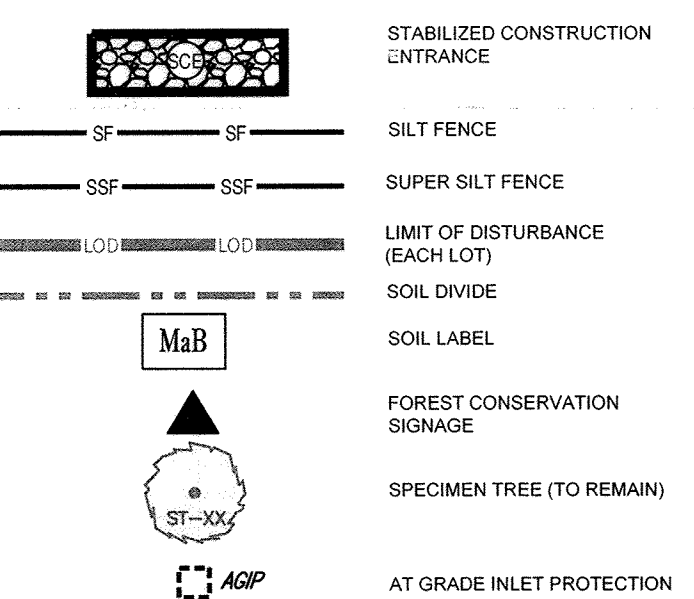 STABILIZED CONSTRUCTION
SCE
ENTRANCE
SF SF SILT FENCE
SSF SSF SUPER SILT FENCE
LIMIT OF DISTURBANCE
LOD LOD
(EACH LOT)
SOIL DIVIDE
MaB SOIL LABEL
FOREST CONSERVATION
SIGNAGE
SPECIMEN TREE (TO REMAIN)
ST-XX
AGIP AT GRADE INLET PROTECTION